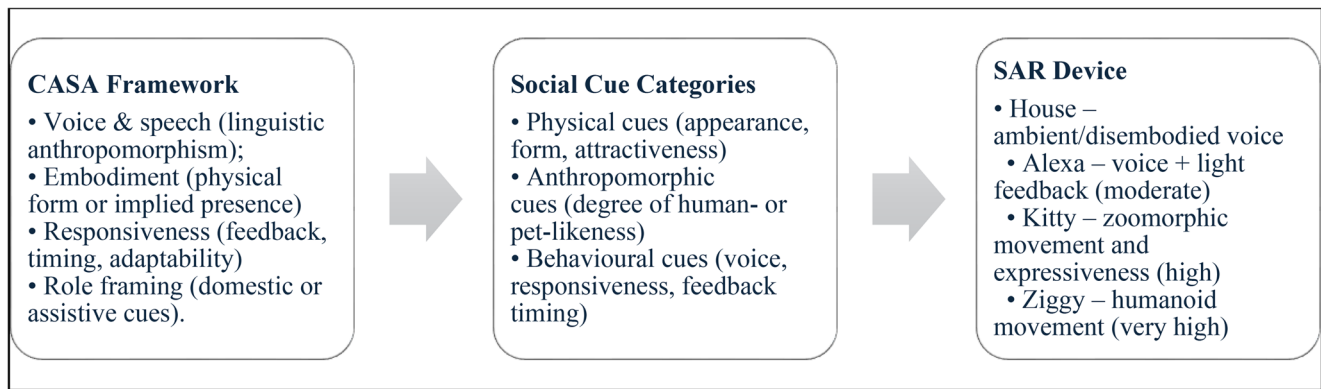 CASA Framework
• Voice & speech (linguistic
anthropomorphism);
• Embodiment (physical
form or implied presence)
• Responsiveness (feedback,
timing, adaptability)
• Role framing (domestic or
assistive cues).
Social Cue Categories
• Physical cues (appearance,
form, attractiveness)
• Anthropomorphic
cues (degree of human- or
pet-likeness)
• Behavioural cues (voice,
responsiveness, feedback
timing)
SAR Device
• House –
ambient/disembodied voice
• Alexa – voice + light
feedback (moderate)
• Kitty – zoomorphic
movement and
expressiveness (high)
• Ziggy – humanoid
movement (very high)